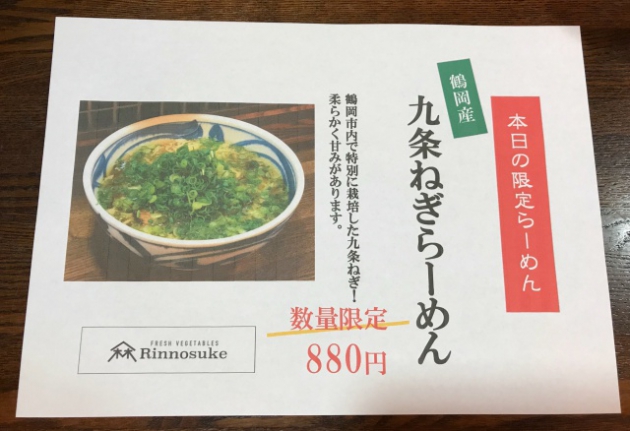 本日の限定らーめん
鶴岡産
九条ねぎらーめん
鶴岡市内で特別に栽培した九条ねぎ！
柔らかく甘みがあります。
数量限定
880円
FRESH VEGETABLES
Rinnosuke